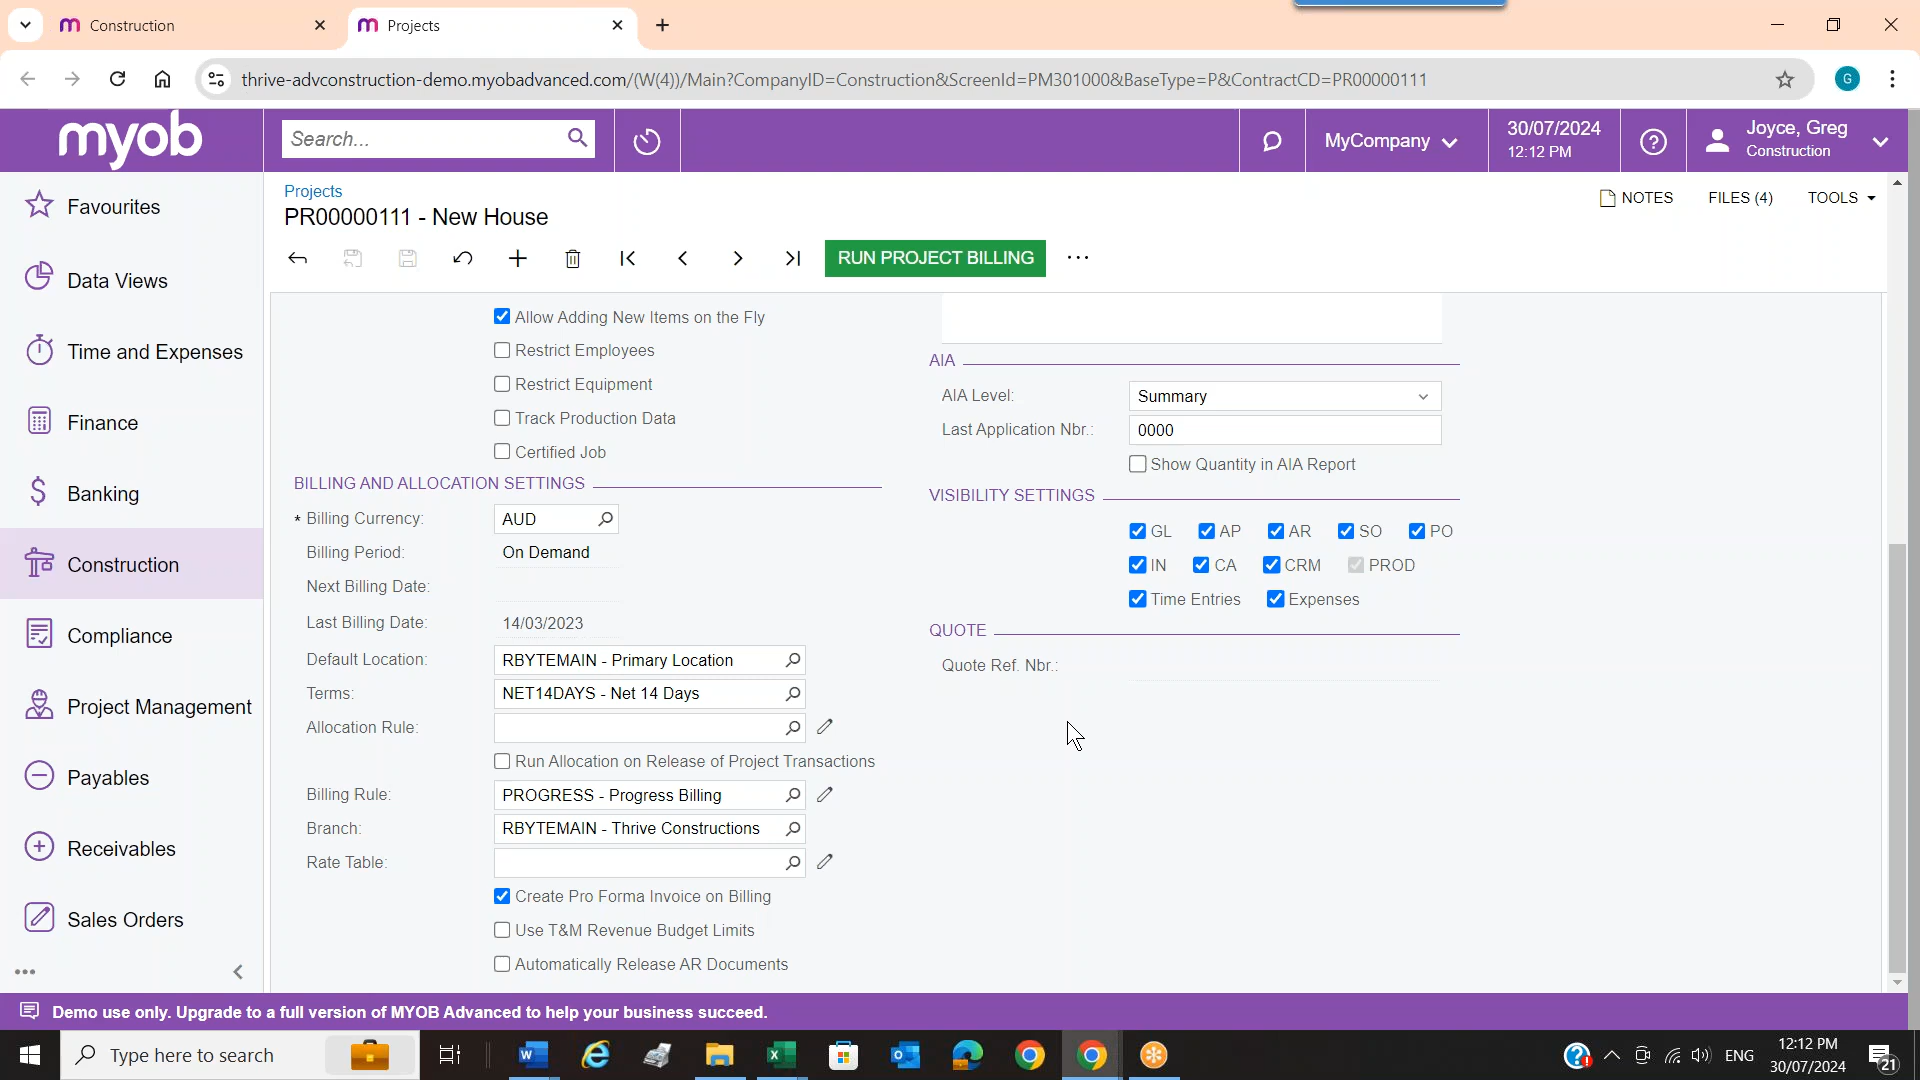 Construction
Projects
thrive-advconstruction-demo.myobadvanced.com/(W(4))/Main?CompanyID=Construction&ScreenId=PM301000&BaseType=P&ContractCD=PR00000111
G
myob
Search...
MyCompany
30/07/2024
12:12 PM
Joyce, Greg
Construction
Favourites
Data Views
Time and Expenses
Finance
Banking
Construction
Compliance
Project Management
Payables
Receivables
Sales Orders
Projects
PR00000111 - New House
NOTES
FILES (4)
TOOLS
RUN PROJECT BILLING
Allow Adding New Items on the Fly
Restrict Employees
Restrict Equipment
Track Production Data
Certified Job
BILLING AND ALLOCATION SETTINGS
* Billing Currency: AUD
Billing Period: On Demand
Next Billing Date:
Last Billing Date: 14/03/2023
Default Location: RBYTEMAIN - Primary Location
Terms: NET14DAYS - Net 14 Days
Allocation Rule:
Run Allocation on Release of Project Transactions
Billing Rule: PROGRESS - Progress Billing
Branch: RBYTEMAIN - Thrive Constructions
Rate Table:
Create Pro Forma Invoice on Billing
Use T&M Revenue Budget Limits
Automatically Release AR Documents
AIA
AIA Level: Summary
Last Application Nbr.: 0000
Show Quantity in AIA Report
VISIBILITY SETTINGS
GL AP AR SO PO
IN CA CRM PROD
Time Entries Expenses
QUOTE
Quote Ref. Nbr.:
Demo use only. Upgrade to a full version of MYOB Advanced to help your business succeed.
Type here to search
ENG
12:12 PM
30/07/2024
21